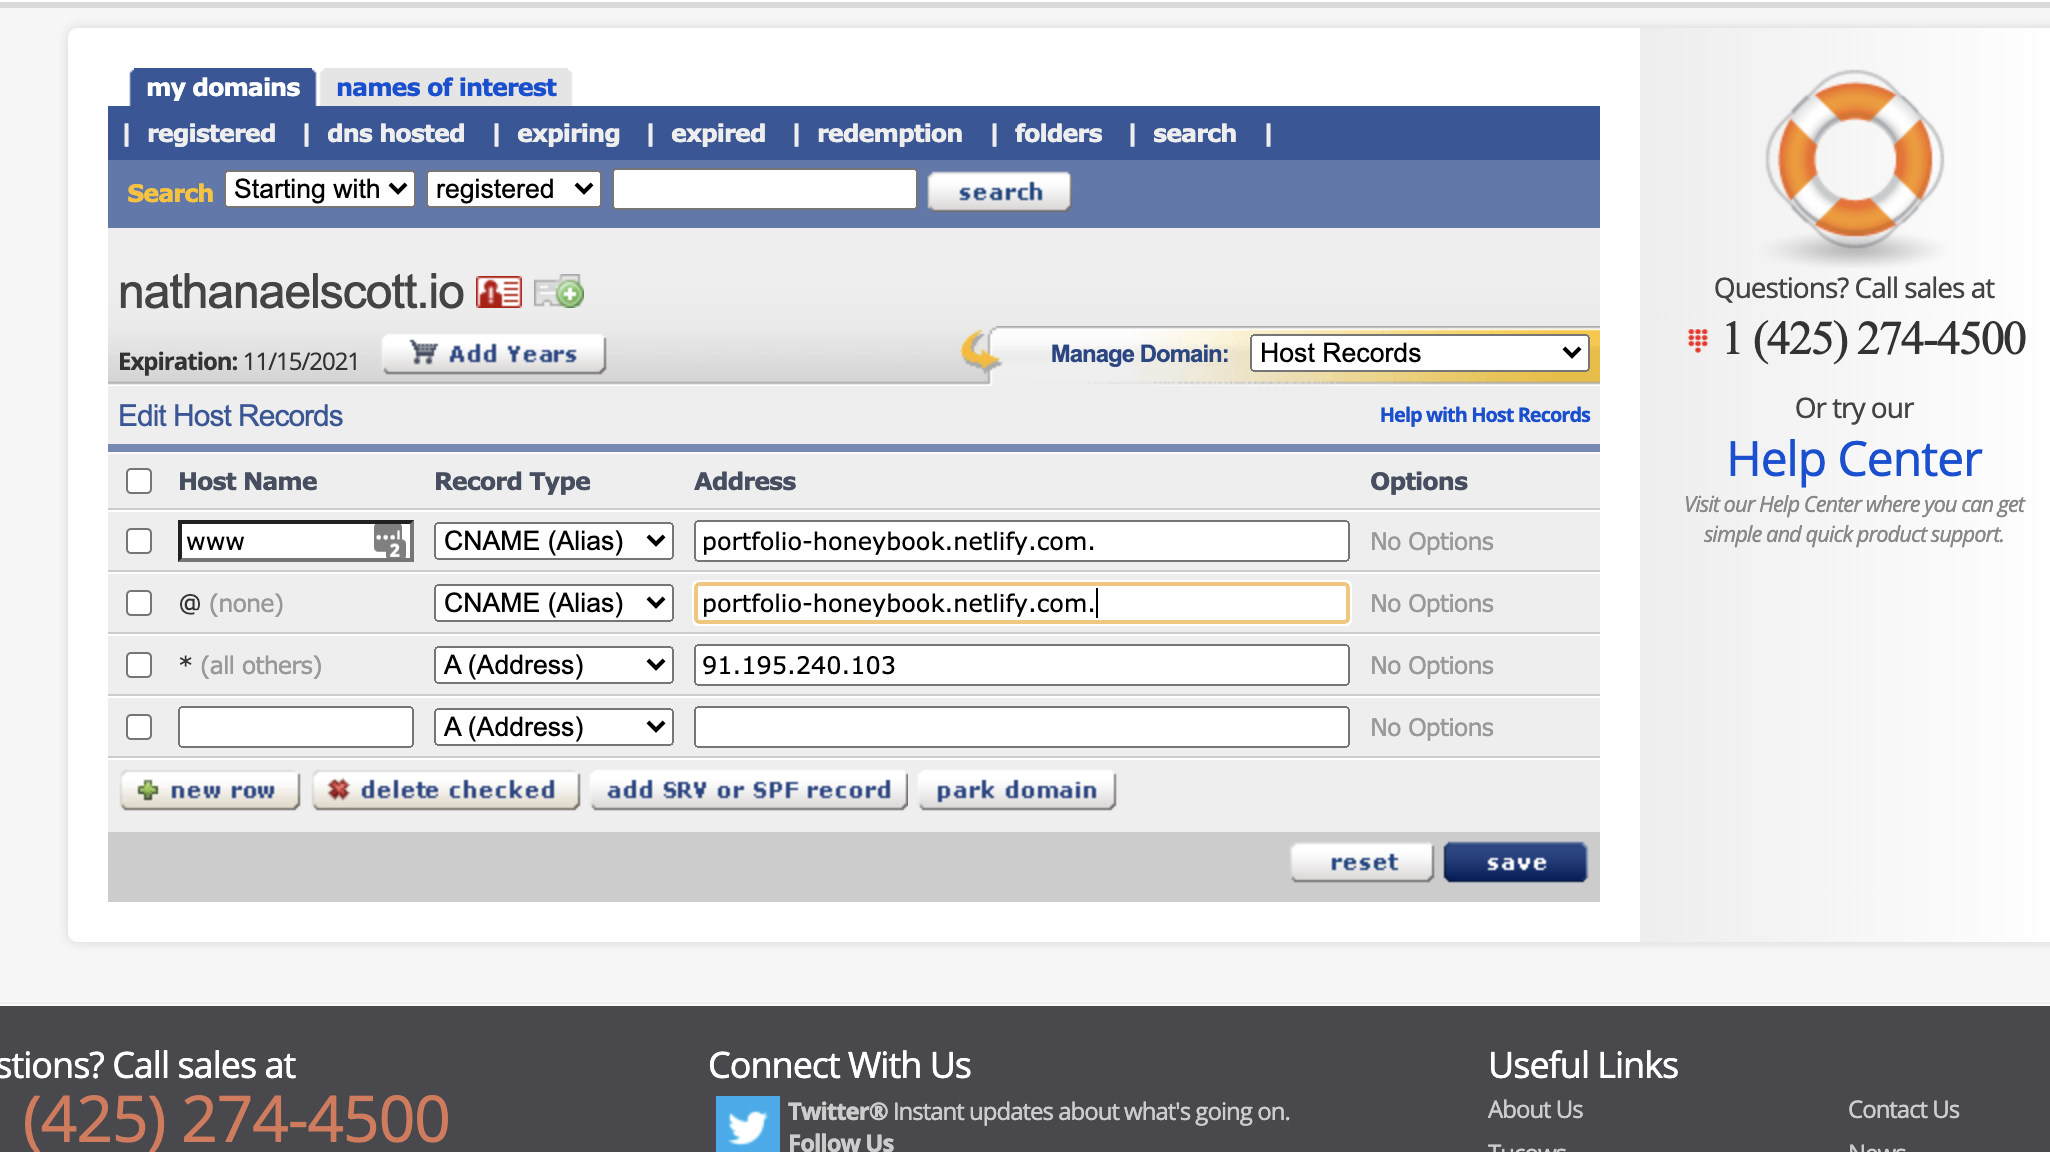 my domains names of interest
| registered | dns hosted | expiring | expired | redemption | folders | search |
Search Starting with registered search
nathanaelscott.io
Expiration: 11/15/2021 Add Years Manage Domain: Host Records
Edit Host Records Help with Host Records
Host Name Record Type Address Options
www 2 CNAME (Alias) portfolio-honeybook.netlify.com. No Options
@ (none) CNAME (Alias) portfolio-honeybook.netlify.com. No Options
* (all others) A (Address) 91.195.240.103 No Options
A (Address) No Options
new row delete checked add SRV or SPF record park domain
reset save
Questions? Call sales at
1 (425) 274-4500
Or try our
Help Center
Visit our Help Center where you can get
simple and quick product support.
stions? Call sales at
(425) 274-4500
Connect With Us
Twitter® Instant updates about what's going on.
Follow Us
Useful Links
About Us Contact Us
Tucows News